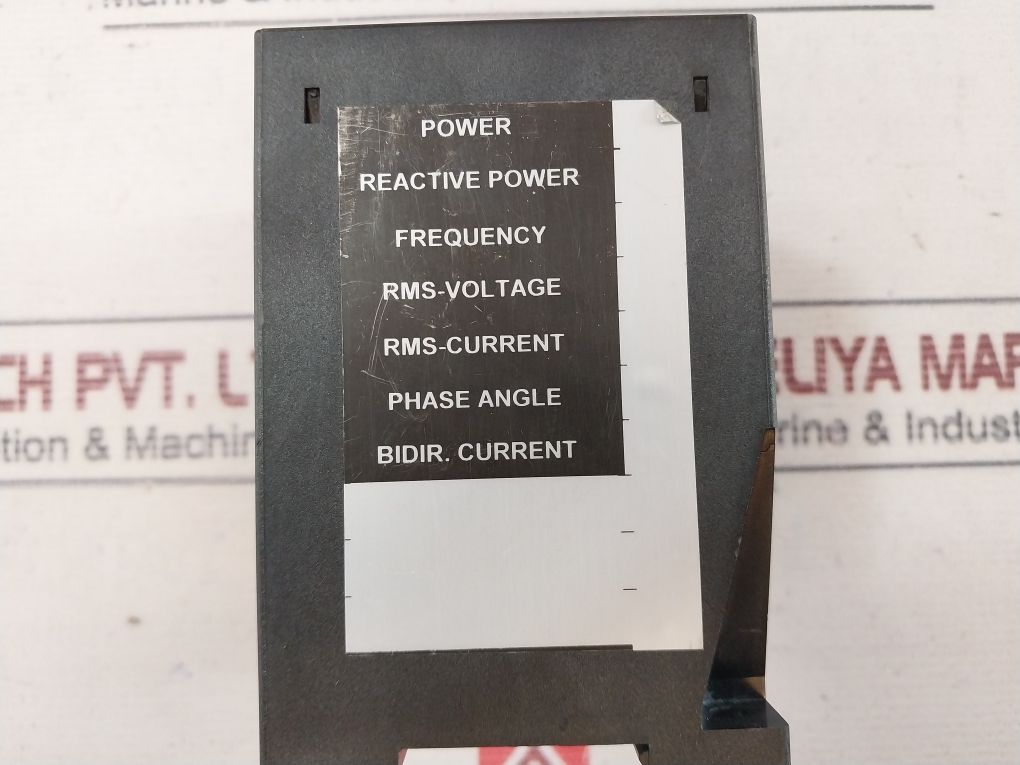 POWER
REACTIVE POWER
FREQUENCY
RMS-VOLTAGE
RMS-CURRENT
PHASE ANGLE
BIDIR. CURRENT
CH PVT. L
ELIYA MAR
tion & Machin
rine & Indust